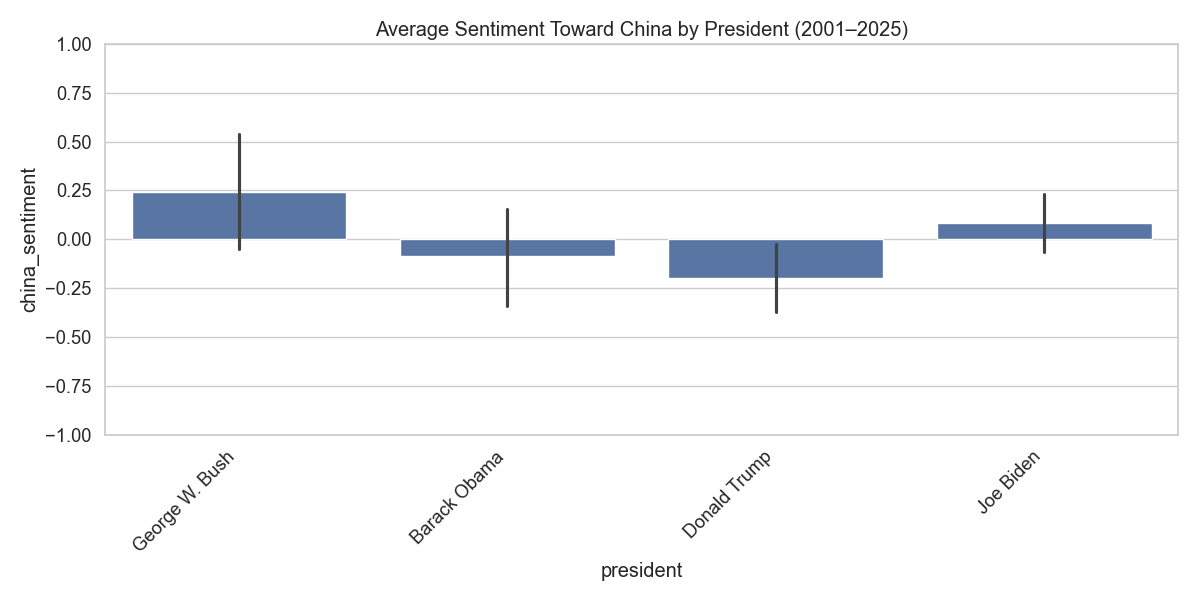 Average Sentiment Toward China by President (2001–2025)
china_sentiment
1.00
0.75
0.50
0.25
0.00
−0.25
−0.50
−0.75
−1.00
George W. Bush
Barack Obama
Donald Trump
Joe Biden
president